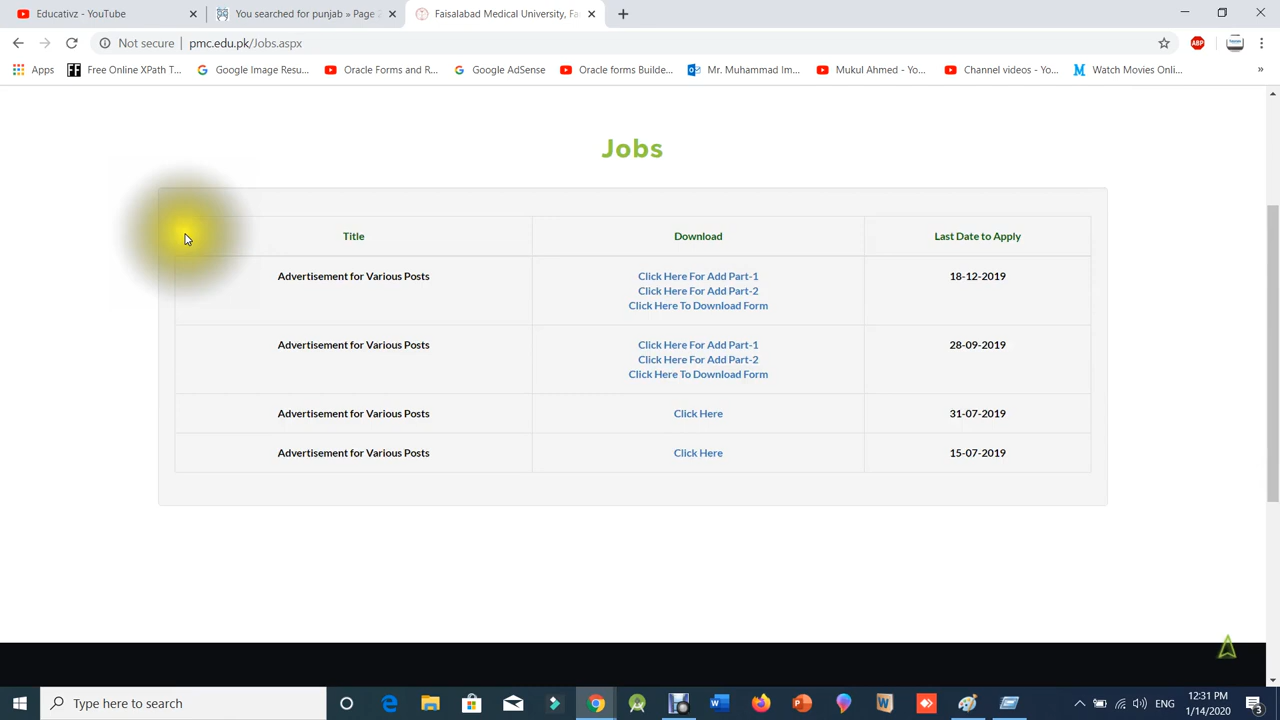 Educativz - YouTube
You searched for punjab » Page 2
Faisalabad Medical University, Fa
Not secure
pmc.edu.pk/Jobs.aspx
ABP
Apps
Free Online XPath T...
Google Image Resu...
Oracle Forms and R...
Google AdSense
Oracle forms Builde...
Mr. Muhammad Im...
Mukul Ahmed - Yo...
Channel videos - Yo...
Watch Movies Onli...
»
Jobs
Title
Download
Last Date to Apply
Advertisement for Various Posts
Click Here For Add Part-1
Click Here For Add Part-2
Click Here To Download Form
18-12-2019
Advertisement for Various Posts
Click Here For Add Part-1
Click Here For Add Part-2
Click Here To Download Form
28-09-2019
Advertisement for Various Posts
Click Here
31-07-2019
Advertisement for Various Posts
Click Here
15-07-2019
Type here to search
ENG
12:31 PM
1/14/2020
3